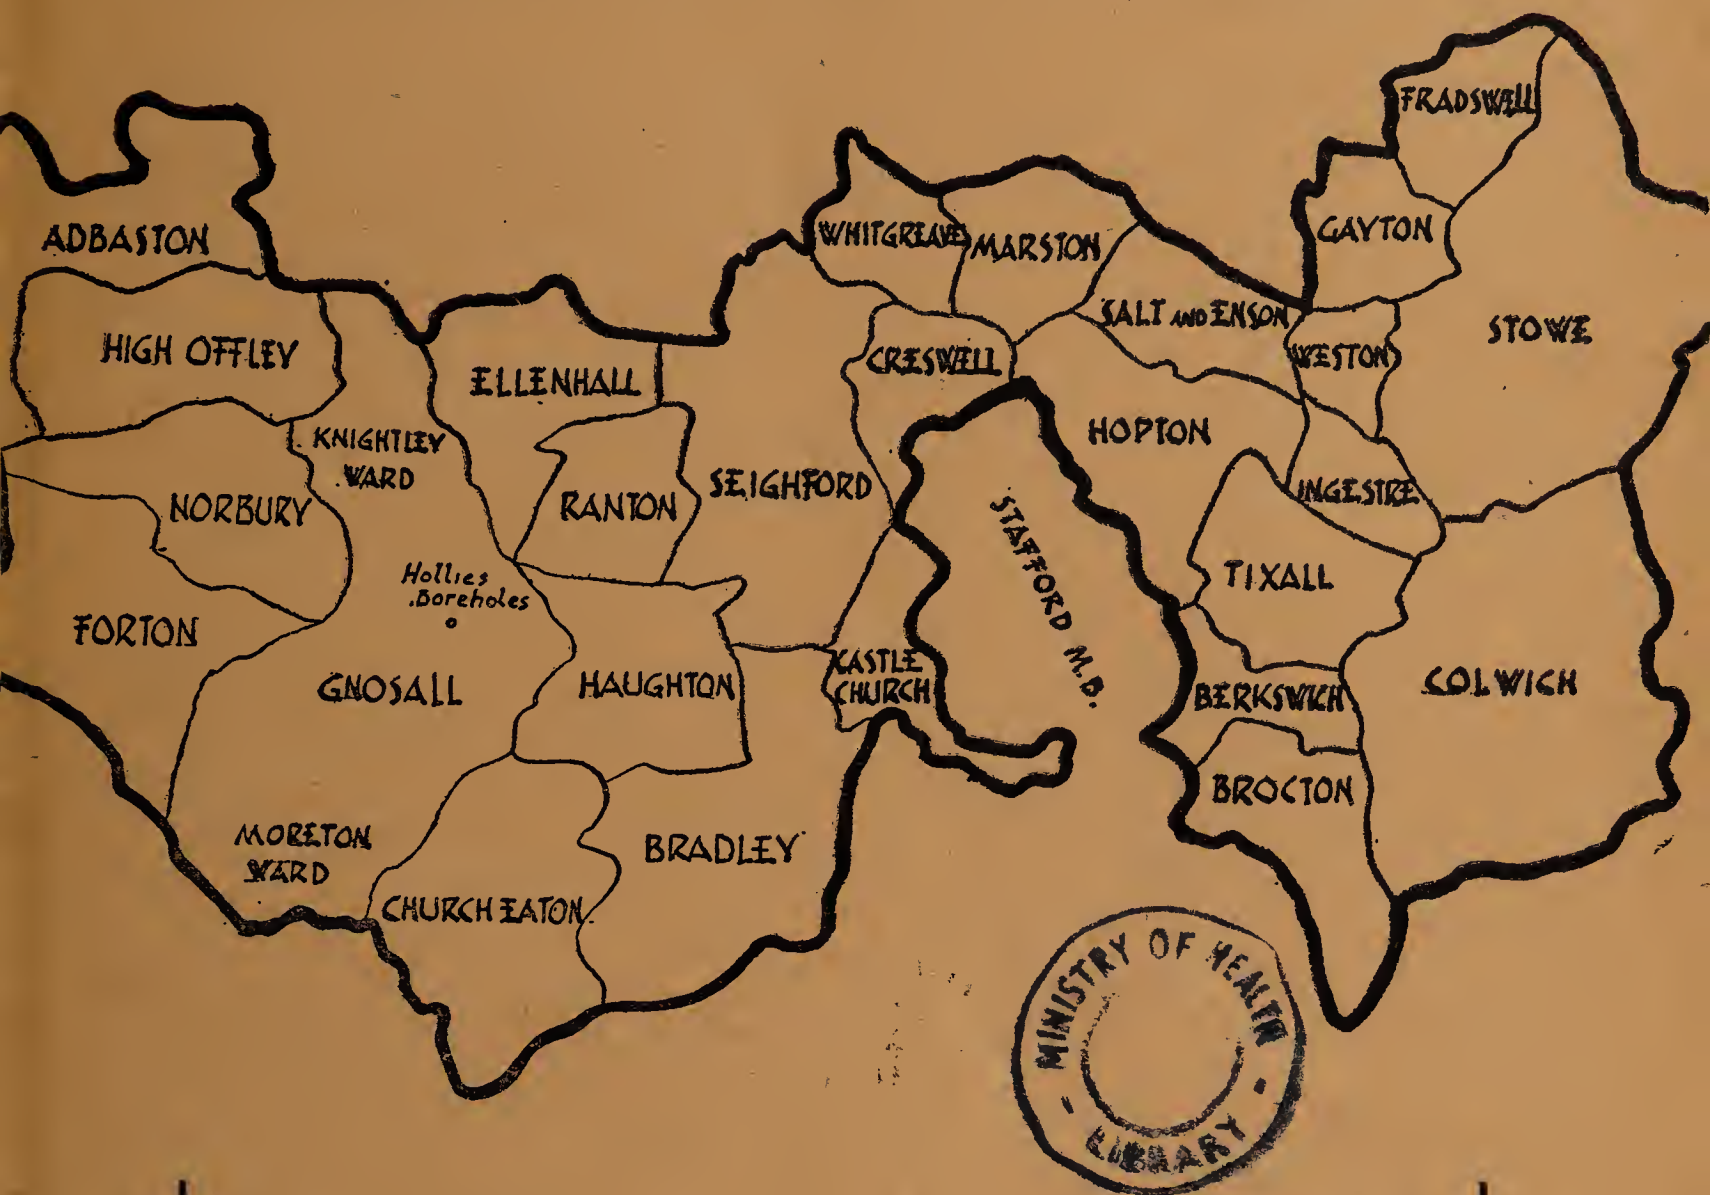 FRADSWELL
ADBASTON
WHITGREAVE
MARSTON
GAYTON
HIGH OFFLEY
ELLENHALL
CRESWELL
SALT AND ENSON
WESTON
STOWE
KNIGHTLEY
WARD
HOPTON
NORBURY
RANTON
SEIGHFORD
INGESTRE
STAFFORD M.B.
Hollies
Boreholes
TIXALL
FORTON
GNOSALL
HAUGHTON
CASTLE
CHURCH
BERKSWICH
COLWICH
BROCTON
MORETON
WARD
BRADLEY
CHURCH EATON
MINISTRY OF HEALTH
- LIBRARY -